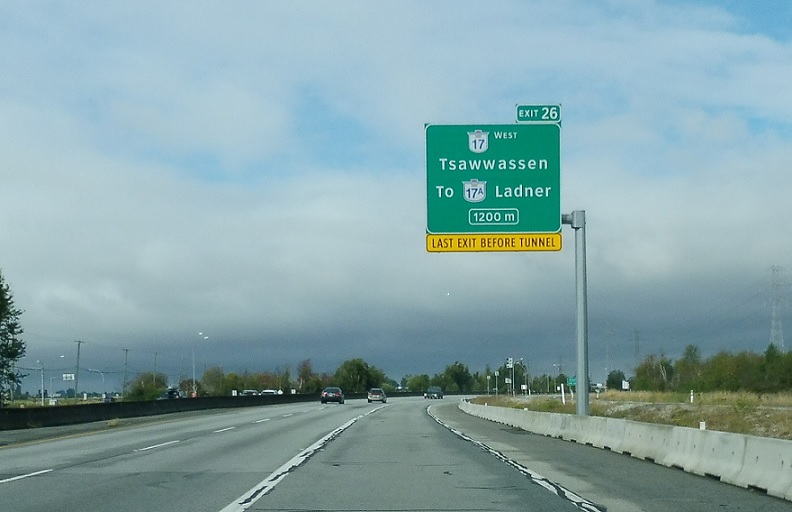 EXIT 26
17 WEST
Tsawwassen
To 17A Ladner
1200 m
LAST EXIT BEFORE TUNNEL